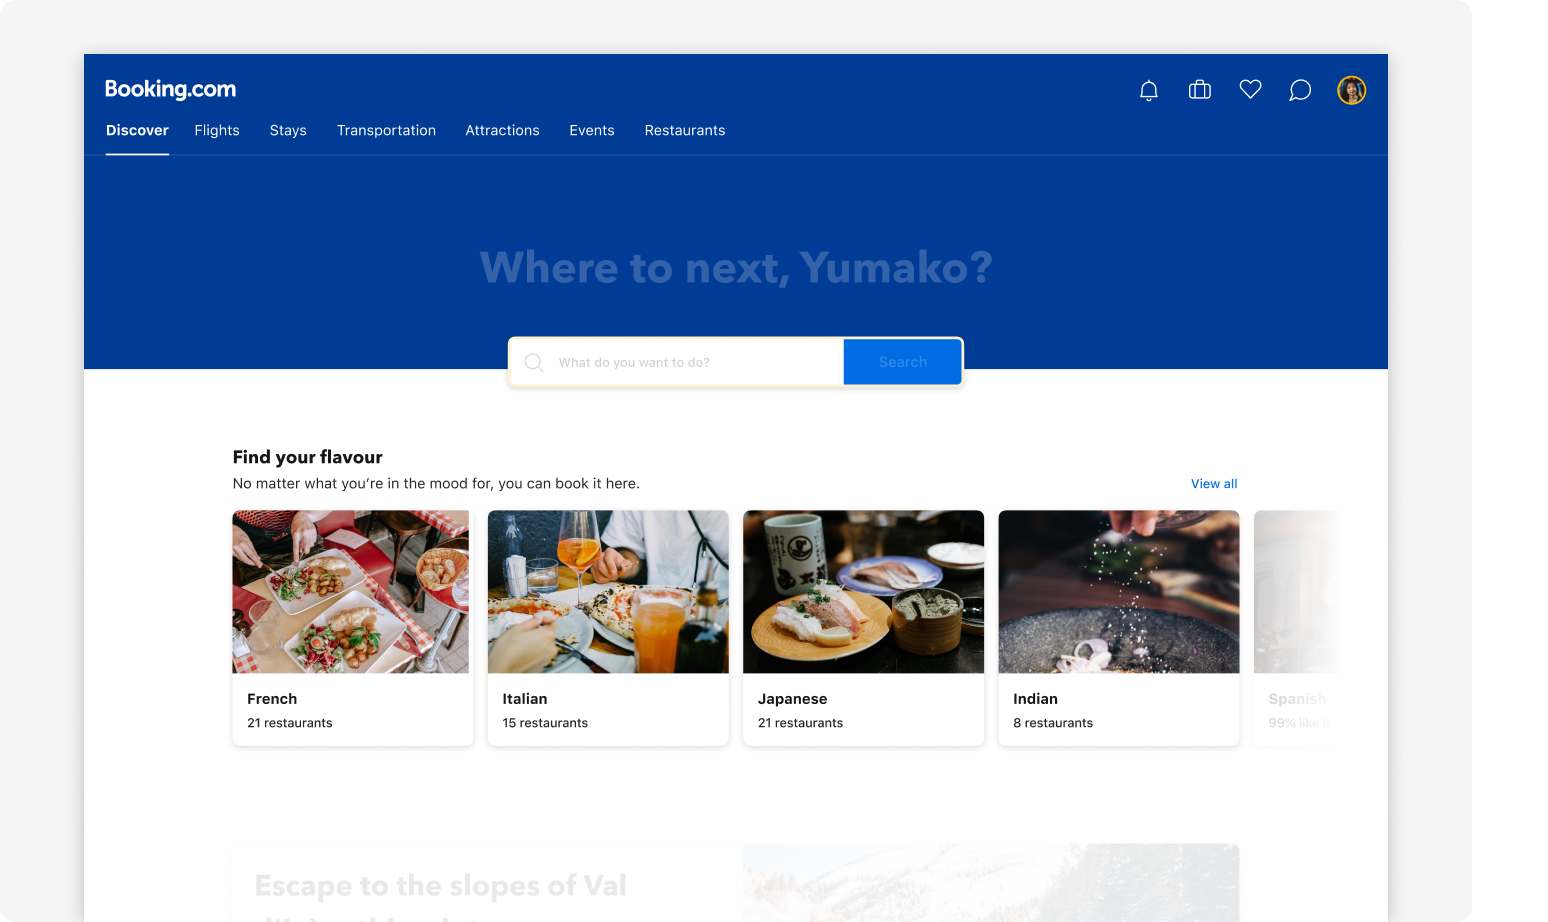 Booking.com
Discover Flights Stays Transportation Attractions Events Restaurants
Where to next, Yumako?
What do you want to do? Search
Find your flavour
No matter what you’re in the mood for, you can book it here. View all
French Italian Japanese Indian Spanish
21 restaurants 15 restaurants 21 restaurants 8 restaurants 99% like it
Escape to the slopes of Val